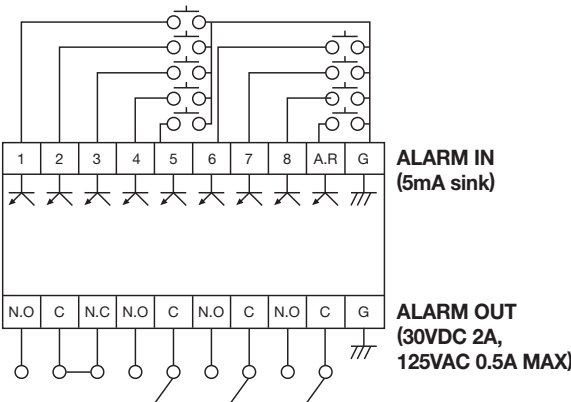 1 2 3 4 5 6 7 8 A.R G
ALARM IN
(5mA sink)
N.O C N.C N.O C N.O C N.O C G
ALARM OUT
(30VDC 2A,
125VAC 0.5A MAX)